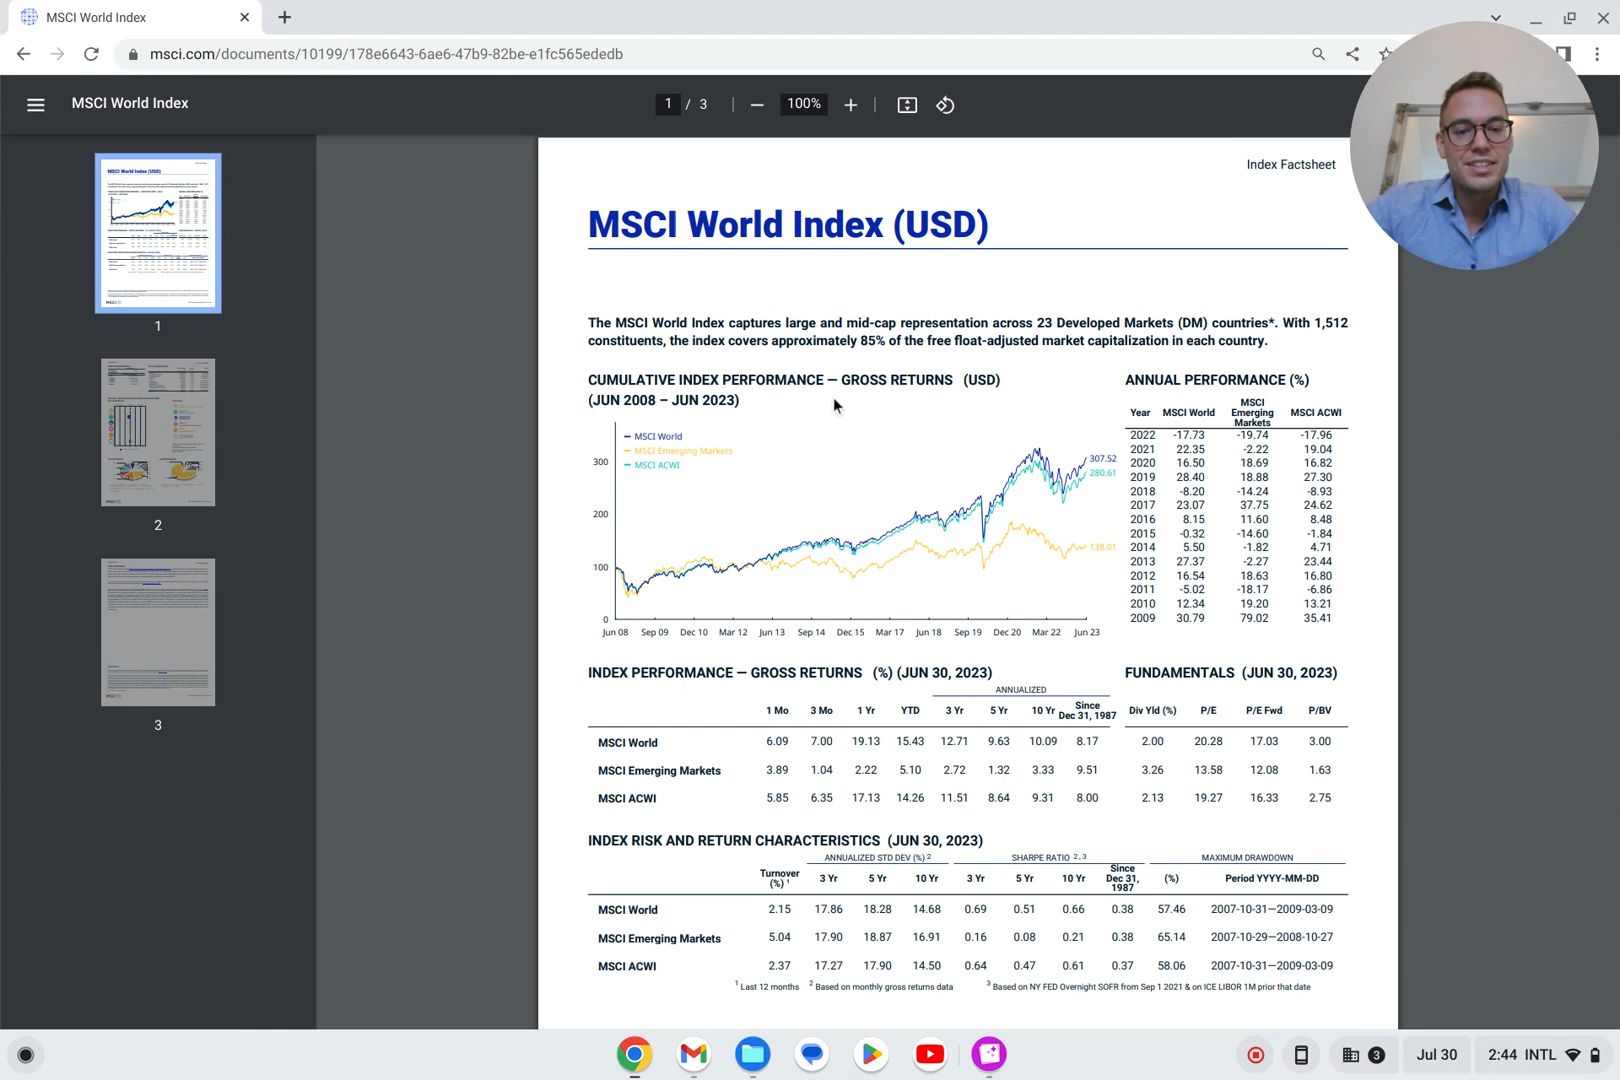 MSCI World Index
msci.com/documents/10199/178e6643-6ae6-47b9-82be-e1fc565ededb
MSCI World Index
1 / 3
100%
MSCI World Index (USD)
1
2
3
Index Factsheet
MSCI World Index (USD)
The MSCI World Index captures large and mid-cap representation across 23 Developed Markets (DM) countries*. With 1,512
constituents, the index covers approximately 85% of the free float-adjusted market capitalization in each country.
CUMULATIVE INDEX PERFORMANCE — GROSS RETURNS (USD)
(JUN 2008 – JUN 2023)
MSCI World
MSCI Emerging Markets
MSCI ACWI
300
200
100
0
307.52
280.61
138.01
Jun 08 Sep 09 Dec 10 Mar 12 Jun 13 Sep 14 Dec 15 Mar 17 Jun 18 Sep 19 Dec 20 Mar 22 Jun 23
ANNUAL PERFORMANCE (%)
Year MSCI World MSCI Emerging Markets MSCI ACWI
2022 -17.73 -19.74 -17.96
2021 22.35 -2.22 19.04
2020 16.50 18.69 16.82
2019 28.40 18.88 27.30
2018 -8.20 -14.24 -8.93
2017 23.07 37.75 24.62
2016 8.15 11.60 8.48
2015 -0.32 -14.60 -1.84
2014 5.50 -1.82 4.71
2013 27.37 -2.27 23.44
2012 16.54 18.63 16.80
2011 -5.02 -18.17 -6.86
2010 12.34 19.20 13.21
2009 30.79 79.02 35.41
INDEX PERFORMANCE — GROSS RETURNS (%) (JUN 30, 2023)
ANNUALIZED
1 Mo 3 Mo 1 Yr YTD 3 Yr 5 Yr 10 Yr Since Dec 31, 1987
MSCI World 6.09 7.00 19.13 15.43 12.71 9.63 10.09 8.17
MSCI Emerging Markets 3.89 1.04 2.22 5.10 2.72 1.32 3.33 9.51
MSCI ACWI 5.85 6.35 17.13 14.26 11.51 8.64 9.31 8.00
FUNDAMENTALS (JUN 30, 2023)
Div Yld (%) P/E P/E Fwd P/BV
2.00 20.28 17.03 3.00
3.26 13.58 12.08 1.63
2.13 19.27 16.33 2.75
INDEX RISK AND RETURN CHARACTERISTICS (JUN 30, 2023)
ANNUALIZED STD DEV (%) 2 SHARPE RATIO 2,3 MAXIMUM DRAWDOWN
Turnover (%) 1 3 Yr 5 Yr 10 Yr 3 Yr 5 Yr 10 Yr Since Dec 31, 1987 (%) Period YYYY-MM-DD
MSCI World 2.15 17.86 18.28 14.68 0.69 0.51 0.66 0.38 57.46 2007-10-31—2009-03-09
MSCI Emerging Markets 5.04 17.90 18.87 16.91 0.16 0.08 0.21 0.38 65.14 2007-10-29—2008-10-27
MSCI ACWI 2.37 17.27 17.90 14.50 0.64 0.47 0.61 0.37 58.06 2007-10-31—2009-03-09
1 Last 12 months 2 Based on monthly gross returns data 3 Based on NY FED Overnight SOFR from Sep 1 2021 & on ICE LIBOR 1M prior that date
3 Jul 30 2:44 INTL